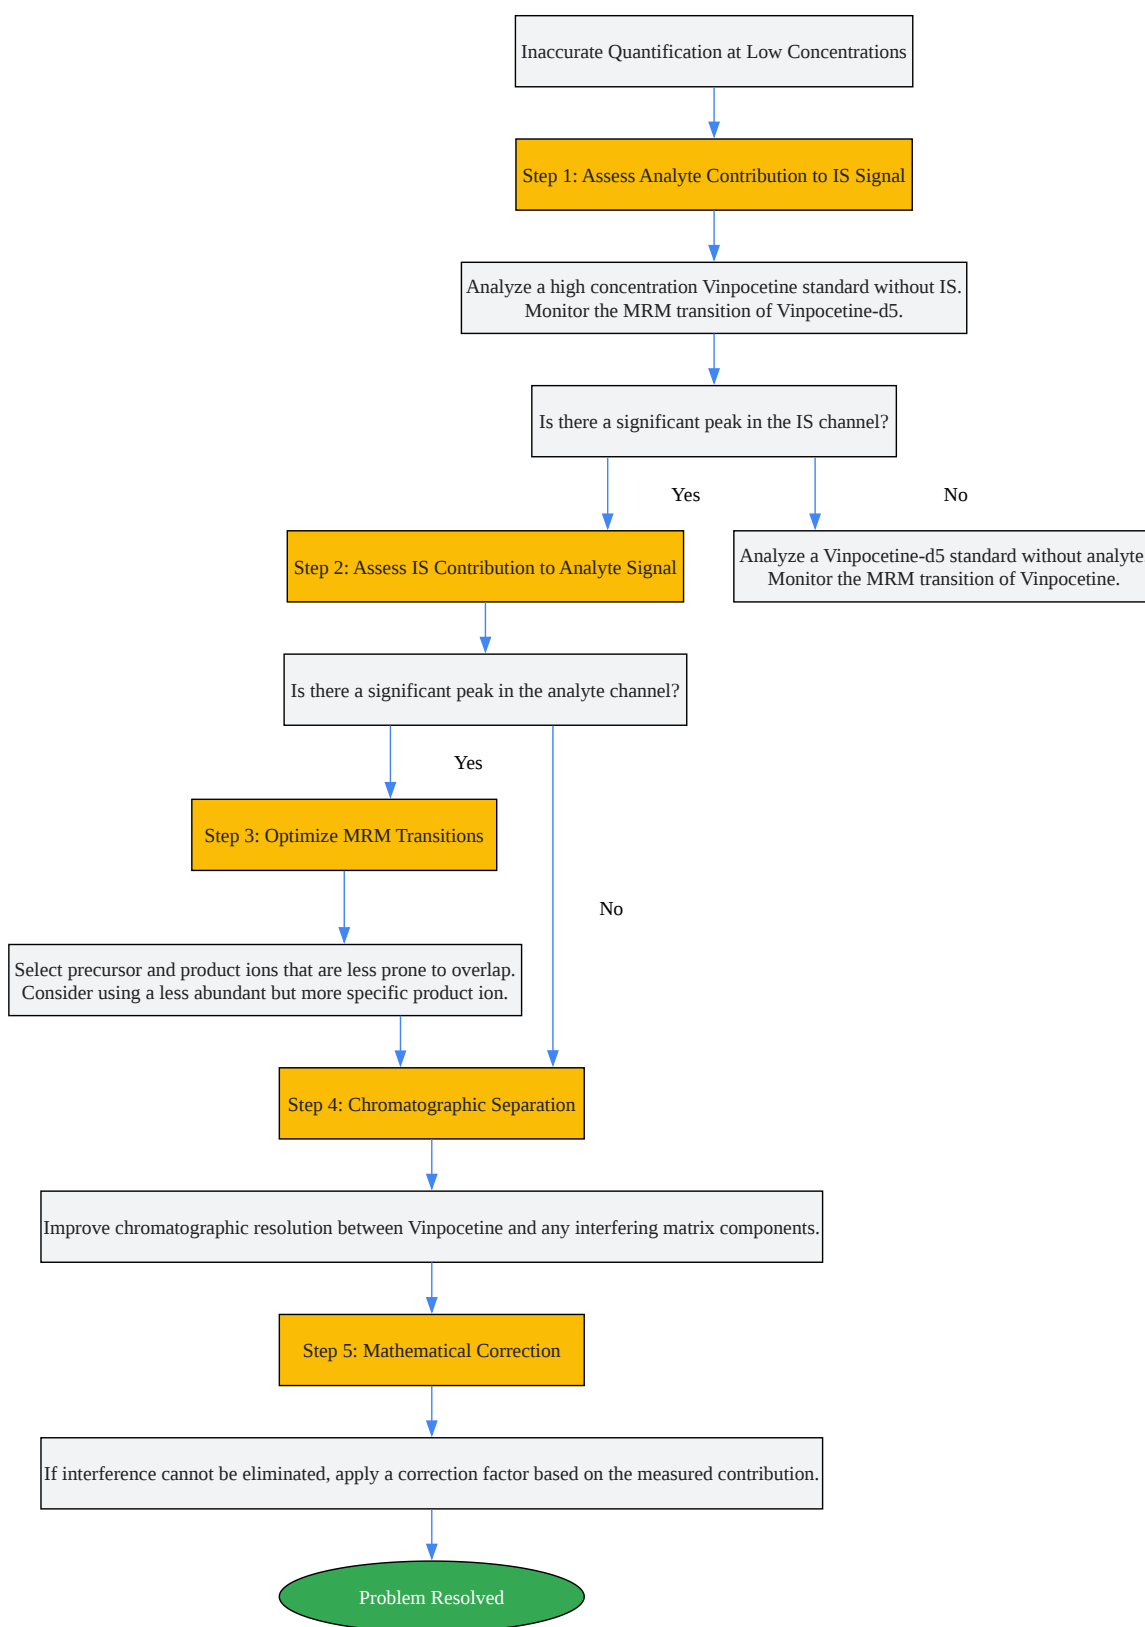 Inaccurate Quantification at Low Concentrations
Step 1: Assess Analyte Contribution to IS Signal
Analyze a high concentration Vinpocetine standard without IS.
Monitor the MRM transition of Vinpocetine-d5.
Is there a significant peak in the IS channel?
Yes
No
Step 2: Assess IS Contribution to Analyte Signal
Analyze a Vinpocetine-d5 standard without analyte
Monitor the MRM transition of Vinpocetine.
Is there a significant peak in the analyte channel?
Yes
Step 3: Optimize MRM Transitions
No
Select precursor and product ions that are less prone to overlap.
Consider using a less abundant but more specific product ion.
Step 4: Chromatographic Separation
Improve chromatographic resolution between Vinpocetine and any interfering matrix components.
Step 5: Mathematical Correction
If interference cannot be eliminated, apply a correction factor based on the measured contribution.
Problem Resolved